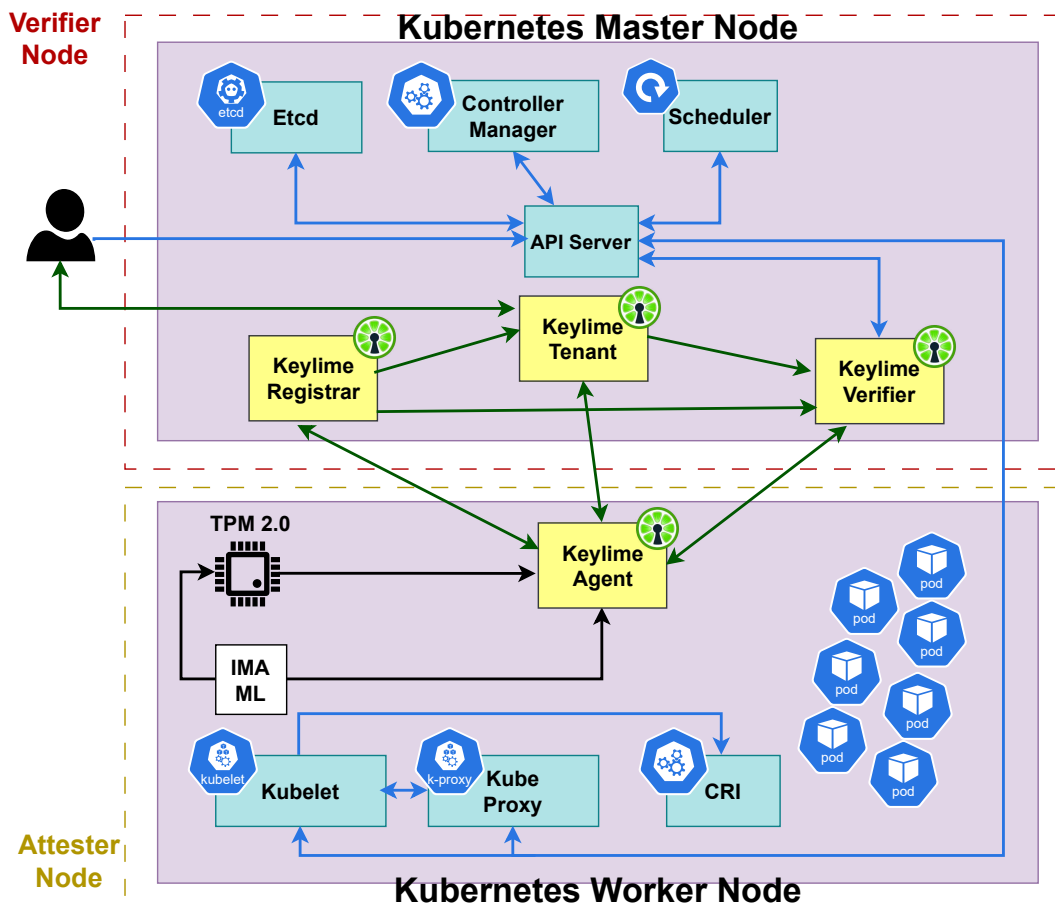 Verifier
Node
Kubernetes Master Node
etcd
Etcd
Controller
Manager
Scheduler
API Server
Keylime
Tenant
Keylime
Registrar
Keylime
Verifier
TPM 2.0
Keylime
Agent
IMA
ML
pod
pod
pod
pod
pod
pod
pod
kubelet
Kubelet
k-proxy
Kube
Proxy
CRI
Attester
Node
Kubernetes Worker Node